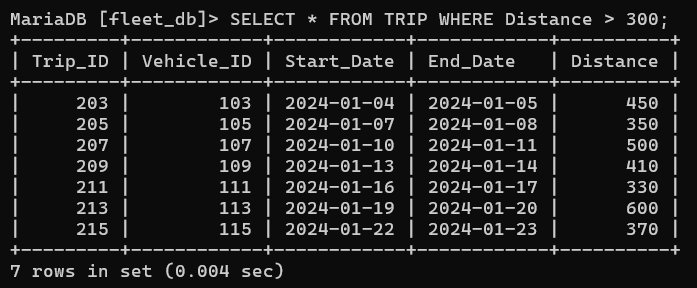 MariaDB [fleet_db]> SELECT * FROM TRIP WHERE Distance > 300;
+---------+------------+------------+------------+----------+
| Trip_ID | Vehicle_ID | Start_Date | End_Date   | Distance |
+---------+------------+------------+------------+----------+
|     203 |        103 | 2024-01-04 | 2024-01-05 |      450 |
|     205 |        105 | 2024-01-07 | 2024-01-08 |      350 |
|     207 |        107 | 2024-01-10 | 2024-01-11 |      500 |
|     209 |        109 | 2024-01-13 | 2024-01-14 |      410 |
|     211 |        111 | 2024-01-16 | 2024-01-17 |      330 |
|     213 |        113 | 2024-01-19 | 2024-01-20 |      600 |
|     215 |        115 | 2024-01-22 | 2024-01-23 |      370 |
+---------+------------+------------+------------+----------+
7 rows in set (0.004 sec)